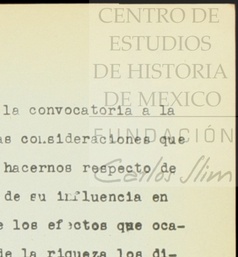 CENTRO DE
ESTUDIOS
DE HISTORIA
DE MEXICO
FUNDACIÓN
Carlos Slim
la convocatoria a la
as consideraciones que
hacernos respecto de
de su influencia en
e los efectos que oca-
de la riqueza los di-